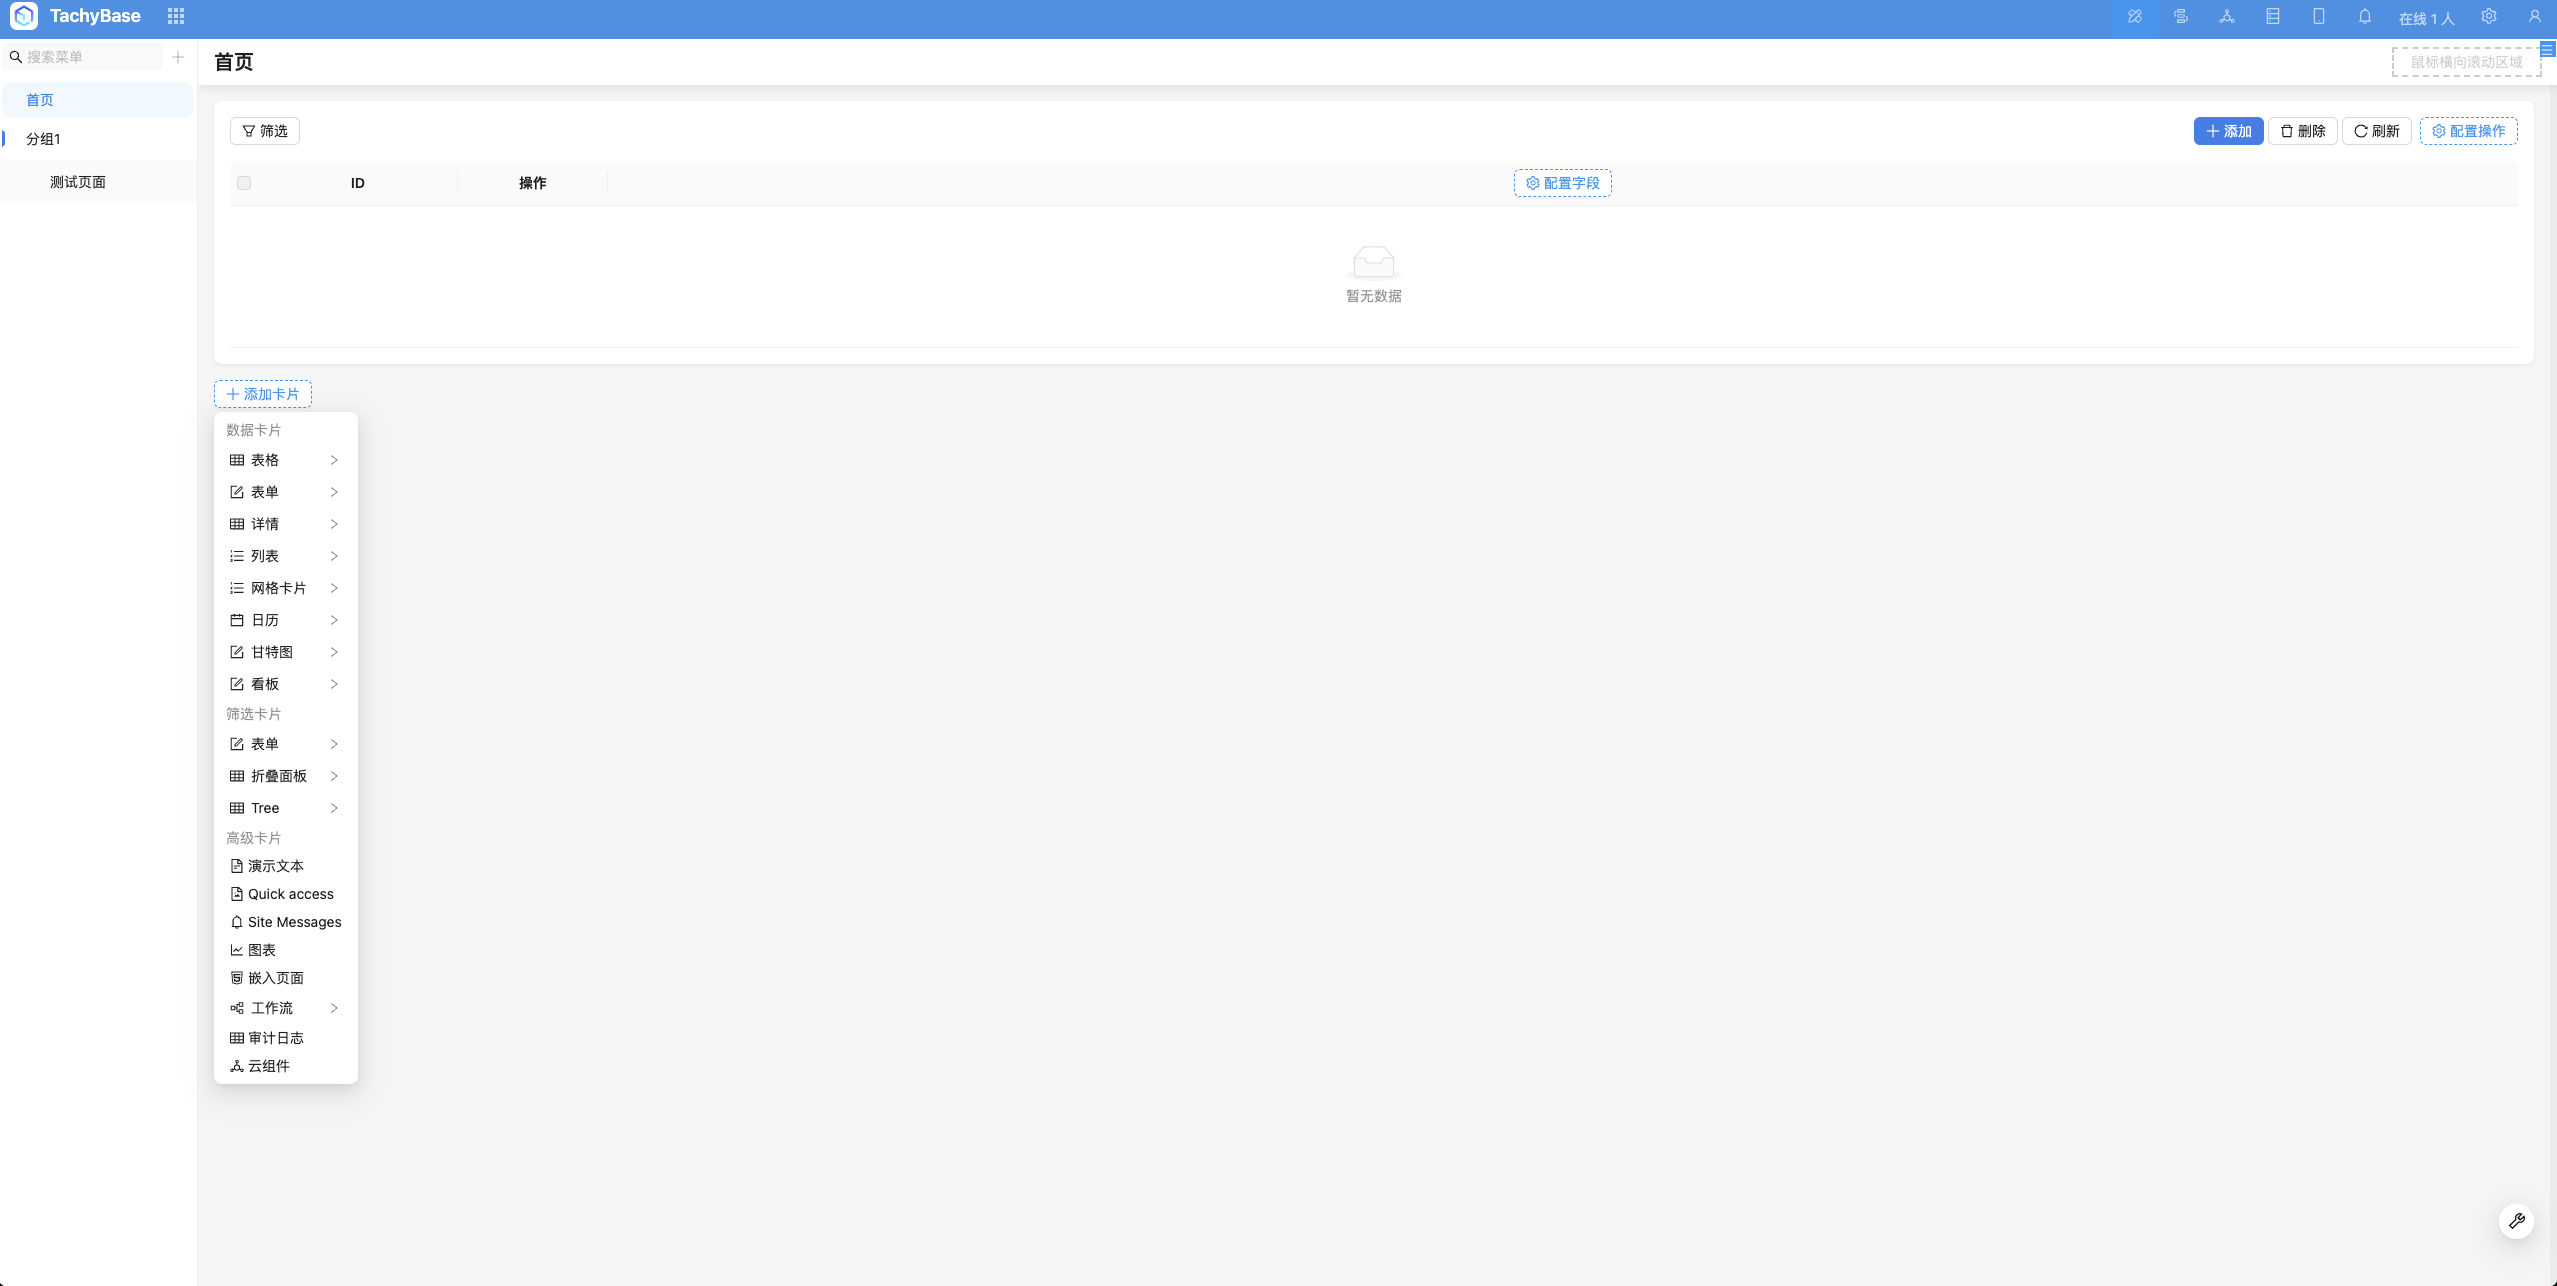 TachyBase
在线 1 人
搜索菜单
首页
分组1
测试页面
首页
鼠标横向滚动区域
筛选
添加
删除
刷新
配置操作
ID
操作
配置字段
暂无数据
添加卡片
数据卡片
表格
表单
详情
列表
网格卡片
日历
甘特图
看板
筛选卡片
表单
折叠面板
Tree
高级卡片
演示文本
Quick access
Site Messages
图表
嵌入页面
工作流
审计日志
云组件